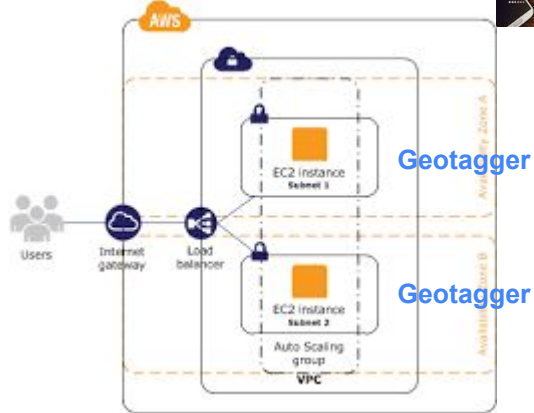 AWS
Availability Zone A
EC2 instance
Subnet 1
Geotagger
Users
Internet
gateway
Load
balancer
Availability Zone B
EC2 instance
Subnet 2
Geotagger
Auto Scaling
group
VPC